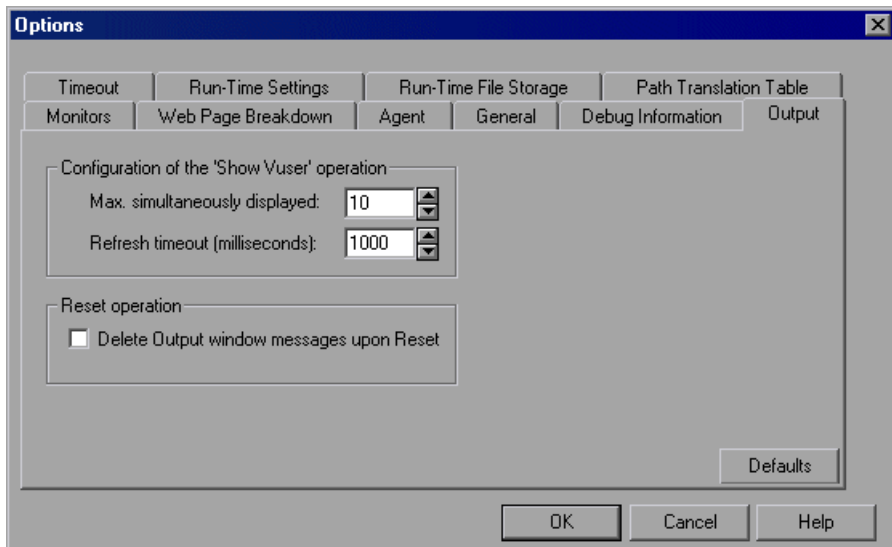 Options
Timeout Run-Time Settings Run-Time File Storage Path Translation Table
Monitors Web Page Breakdown Agent General Debug Information Output
Configuration of the 'Show Vuser' operation
Max. simultaneously displayed: 10
Refresh timeout (milliseconds): 1000
Reset operation
Delete Output window messages upon Reset
Defaults
OK Cancel Help